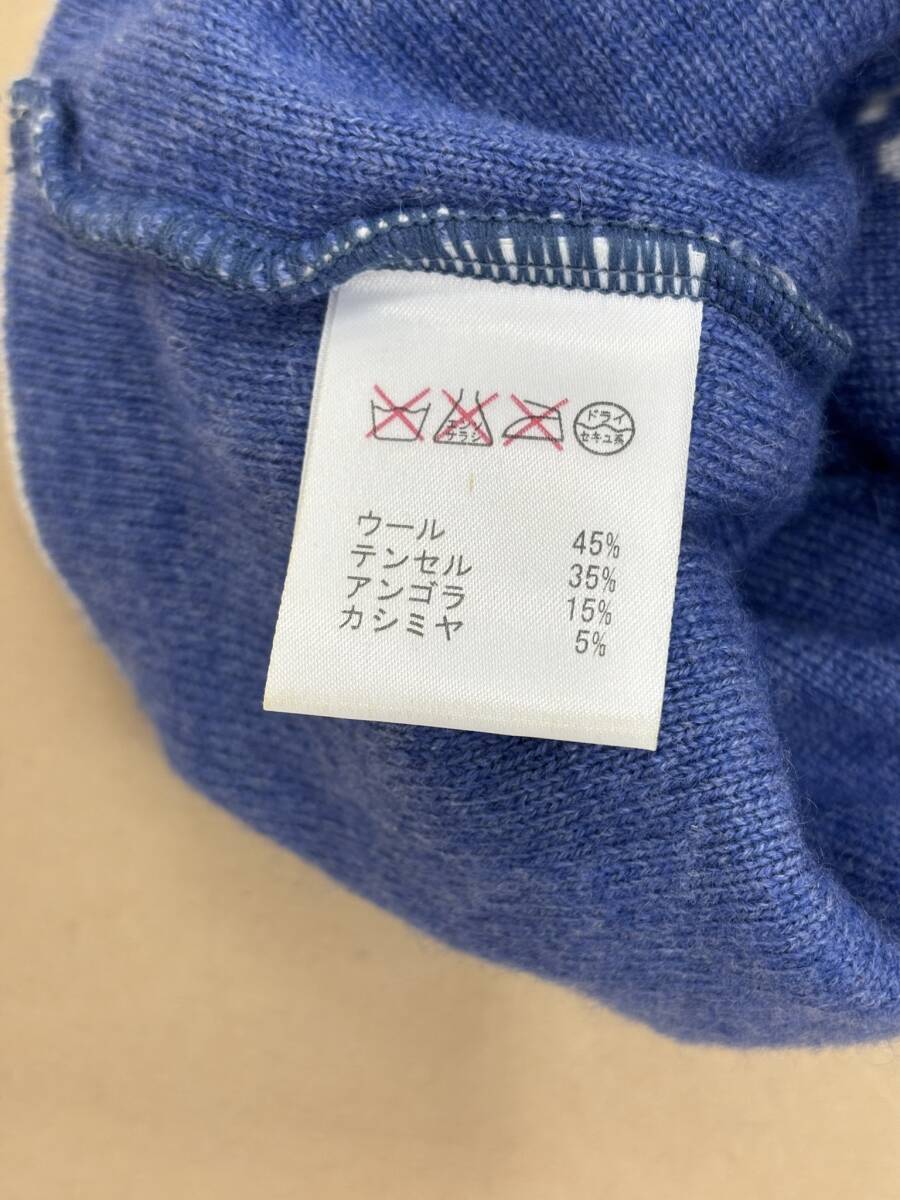 エンソ
サラシ
ドライ
セキユ系
ウール 45%
テンセル 35%
アンゴラ 15%
カシミヤ 5%